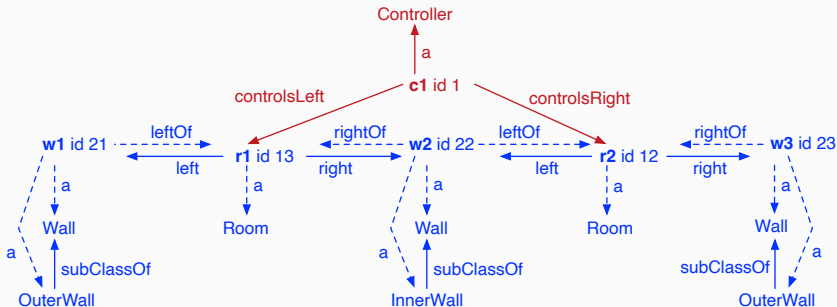 Controller
a
c1 id 1
controlsLeft
controlsRight
w1 id 21
leftOf
left
r1 id 13
rightOf
right
w2 id 22
leftOf
left
r2 id 12
rightOf
right
w3 id 23
a
a
a
a
a
Wall
Room
Wall
Room
Wall
a
subClassOf
a
subClassOf
subClassOf
a
OuterWall
InnerWall
OuterWall